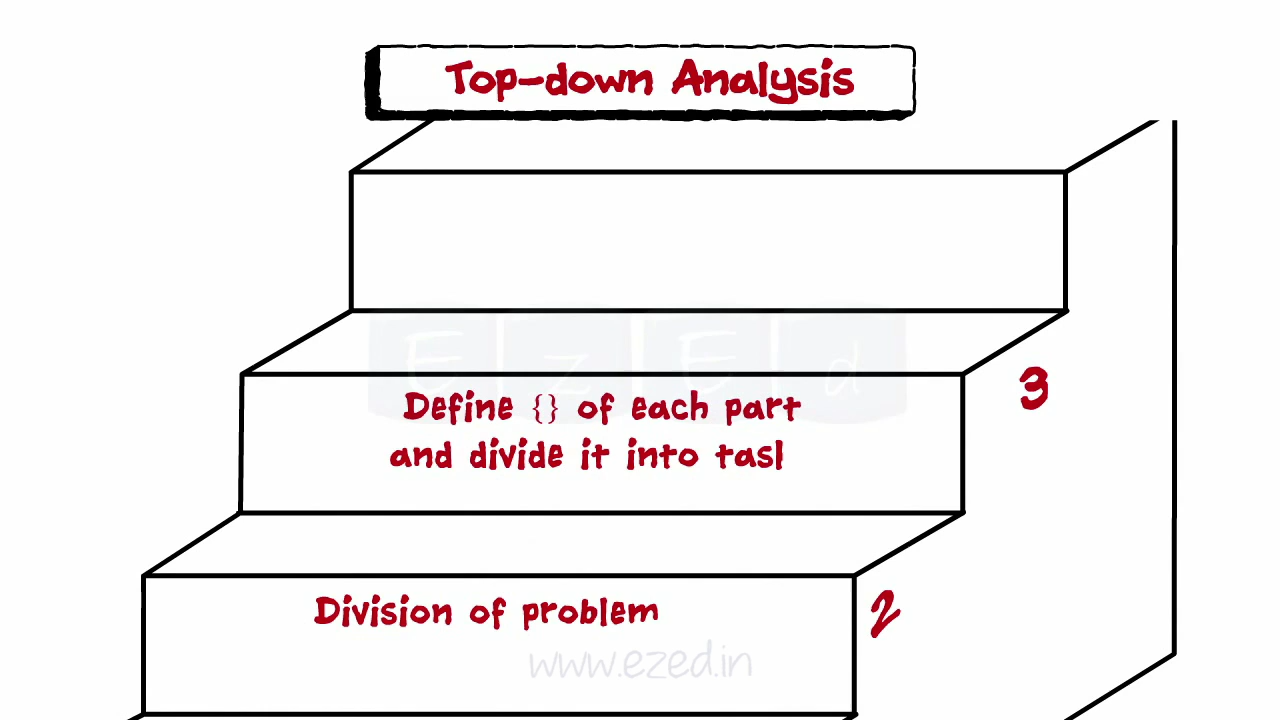 Top-down Analysis
EzEd
3
Define {} of each part
and divide it into tasl
2
Division of problem
www.ezed.in